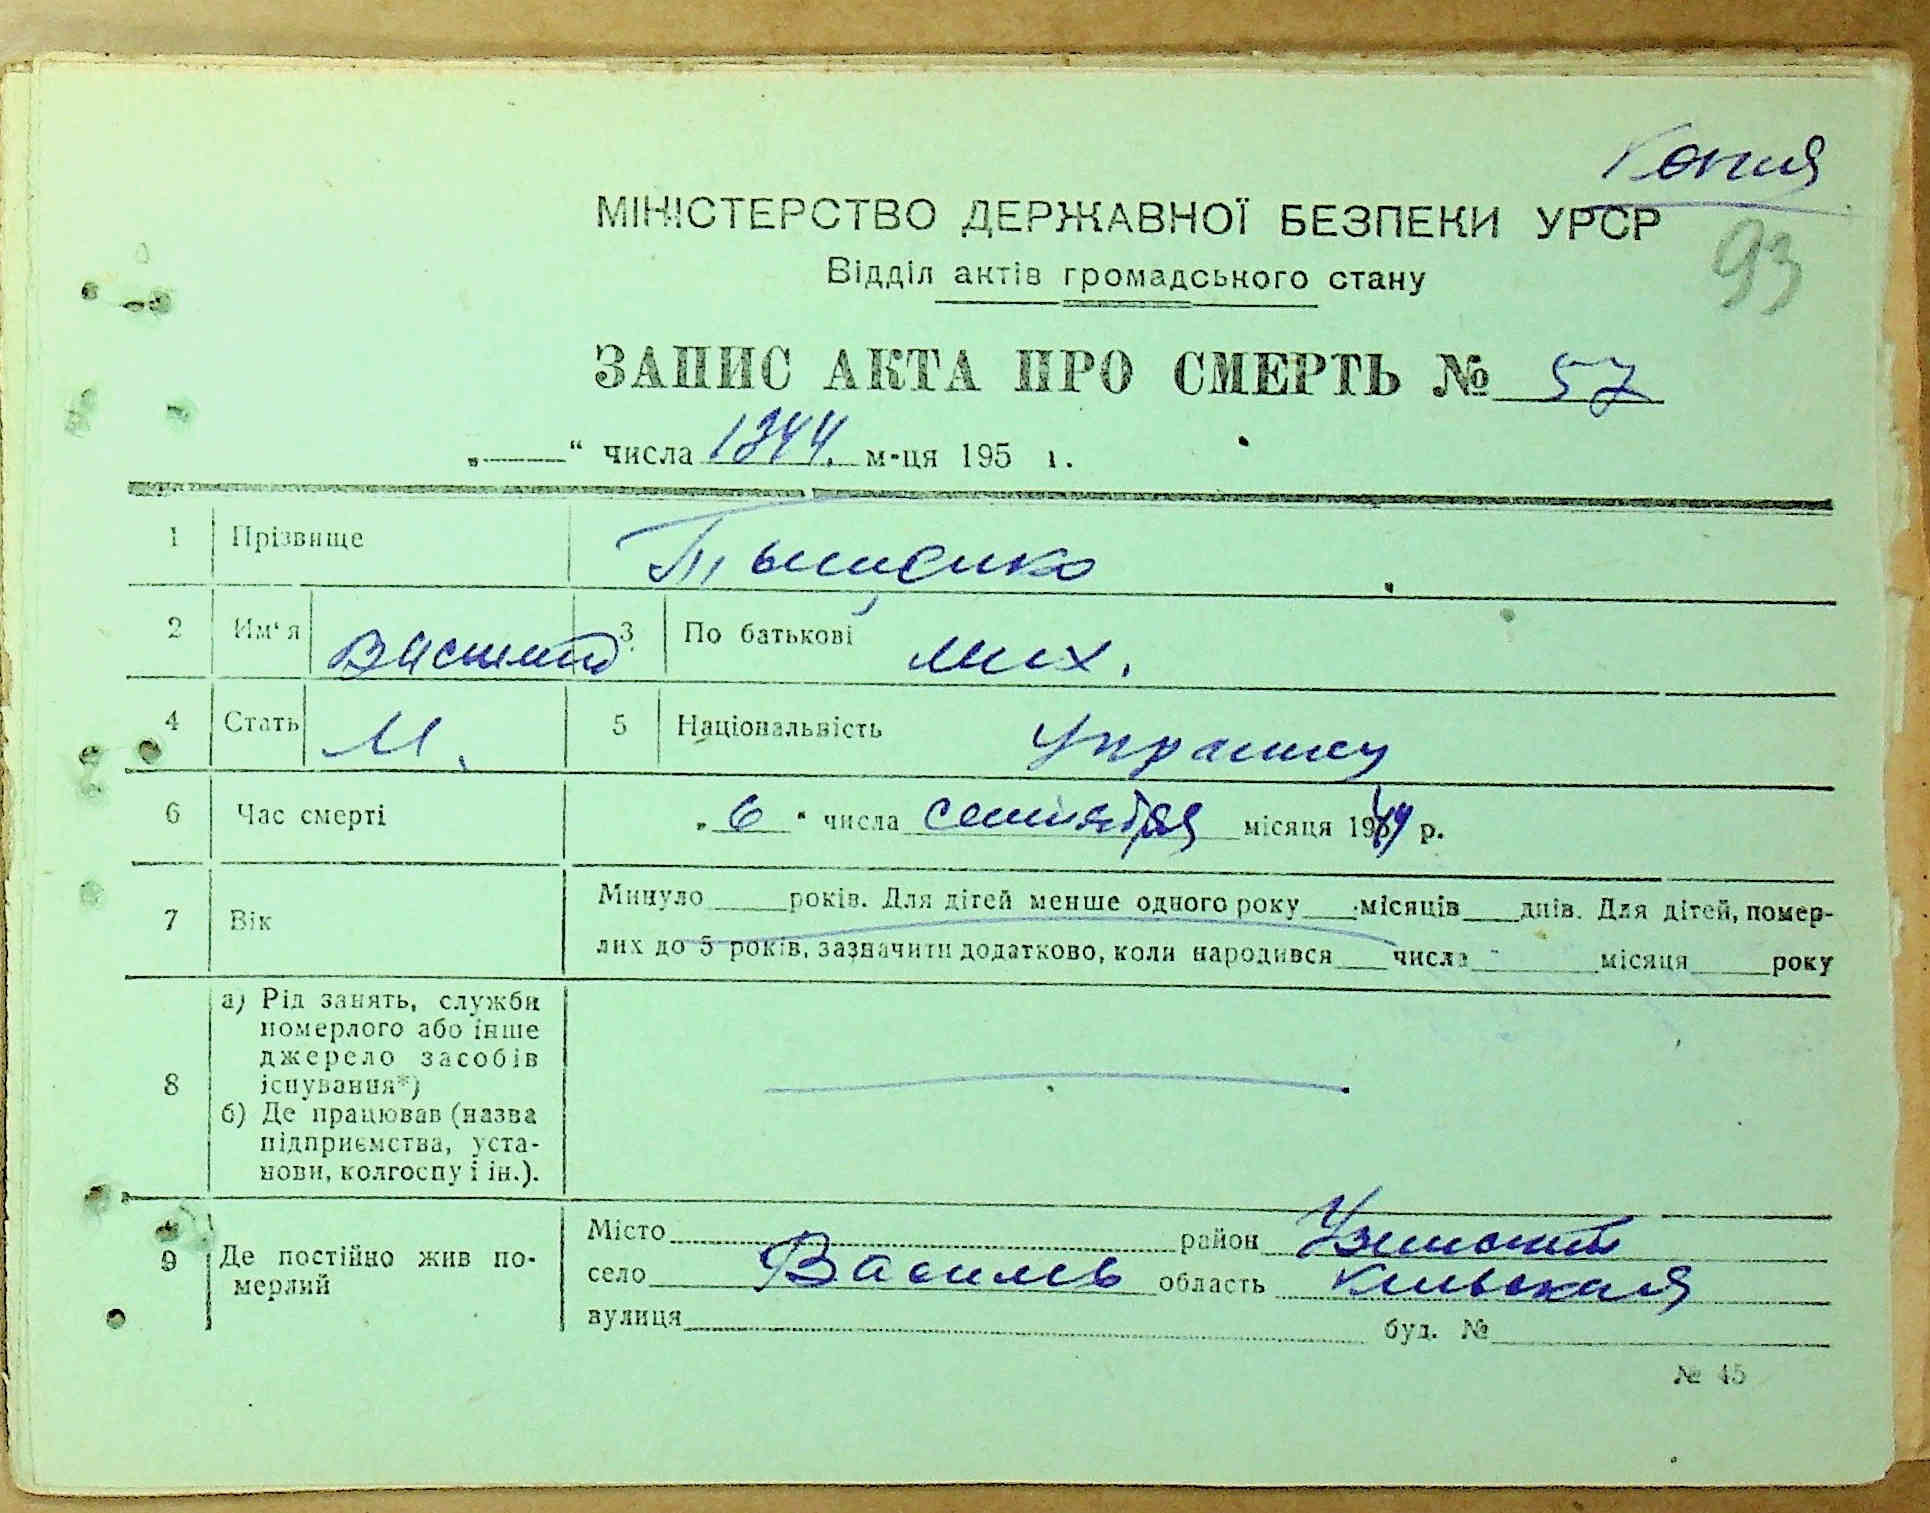 Копия
МІНІСТЕРСТВО ДЕРЖАВНОЇ БЕЗПЕКИ УРСР
93
Відділ актів громадського стану
ЗАПИС АКТА ПРО СМЕРТЬ № 57
„ “ числа 1944. м-ця 195 г.
1 Прізвище
2 Им‘я Василий 3 По батькові Мих.
4 Стать М. 5 Національність Украинец
6 Час смерті „6“ числа сентября місяця 1944 р.
7 Вік Минуло років. Для дітей менше одного року місяців днів. Для дітей, помер-
лих до 5 років, зазначити додатково, коли народився числа місяця року
8 а) Рід занять, служби
померлого або інше
джерело засобів
існування*)
б) Де працював (назва
підприємства, уста-
нови, колгоспу і ін.).
9 Де постійно жив по-
мерлий
Місто район Узинский
село Василев область Киевская
вулиця буд. №
№ 45